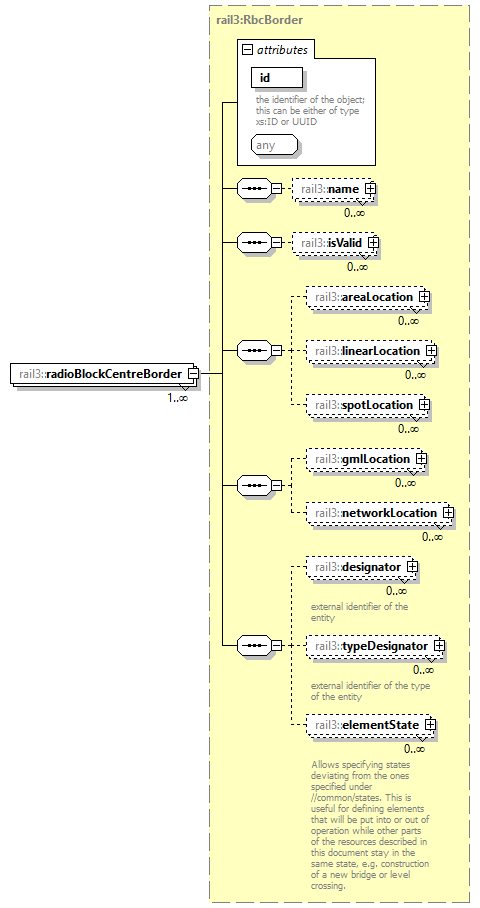 rail3:RbcBorder
attributes
id
the identifier of the object;
this can be either of type
xs:ID or UUID
any
rail3:name
0..∞
rail3:isValid
0..∞
rail3:areaLocation
0..∞
rail3:linearLocation
0..∞
rail3:spotLocation
0..∞
rail3:radioBlockCentreBorder
1..∞
rail3:gmlLocation
0..∞
rail3:networkLocation
0..∞
rail3:designator
0..∞
external identifier of the
entity
rail3:typeDesignator
0..∞
external identifier of the type
of the entity
rail3:elementState
0..∞
Allows specifying states
deviating from the ones
specified under
//common/states. This is
useful for defining elements
that will be put into or out of
operation while other parts
of the resources described in
this document stay in the
same state, e.g. construction
of a new bridge or level
crossing.